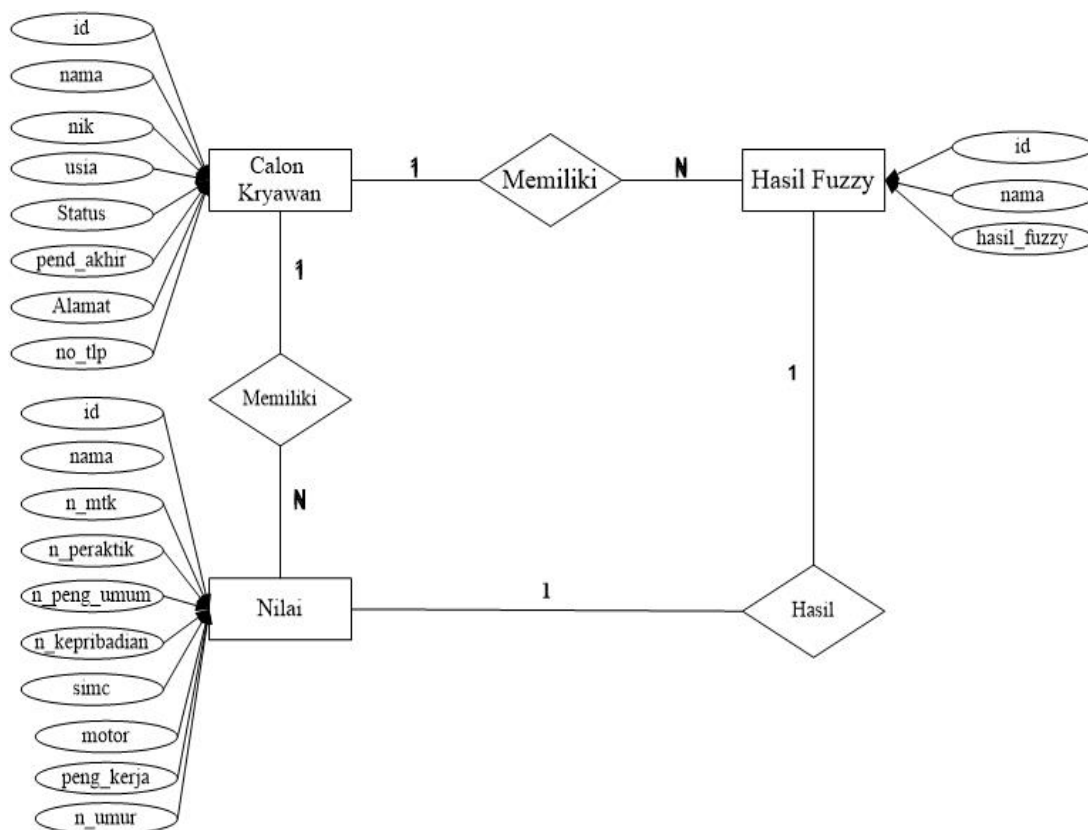 id
nama
nik
usia
Status
pend_akhir
Alamat
no_tlp
Calon
Kryawan
1
Memiliki
N
Hasil Fuzzy
id
nama
hasil_fuzzy
1
Memiliki
N
1
id
nama
n_mtk
n_peraktik
n_peng_umum
n_kepribadian
simc
motor
peng_kerja
n_umur
Nilai
1
Hasil